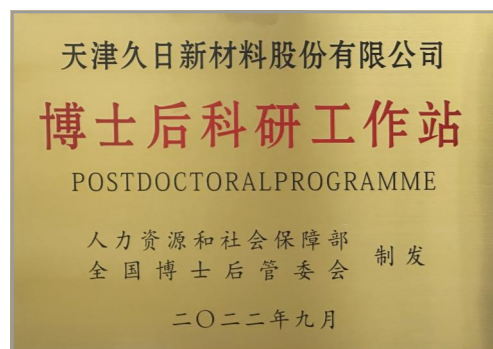 天津久日新材料股份有限公司
博士后科研工作站
POSTDOCTORALPROGRAMME
人力资源和社会保障部
全国博士后管委会
制发
二〇二二年九月